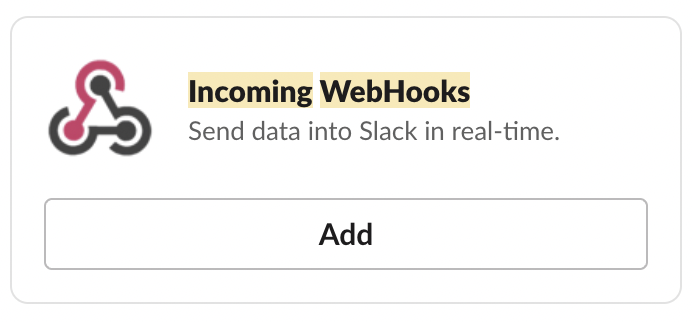 Incoming WebHooks
Send data into Slack in real-time.
Add